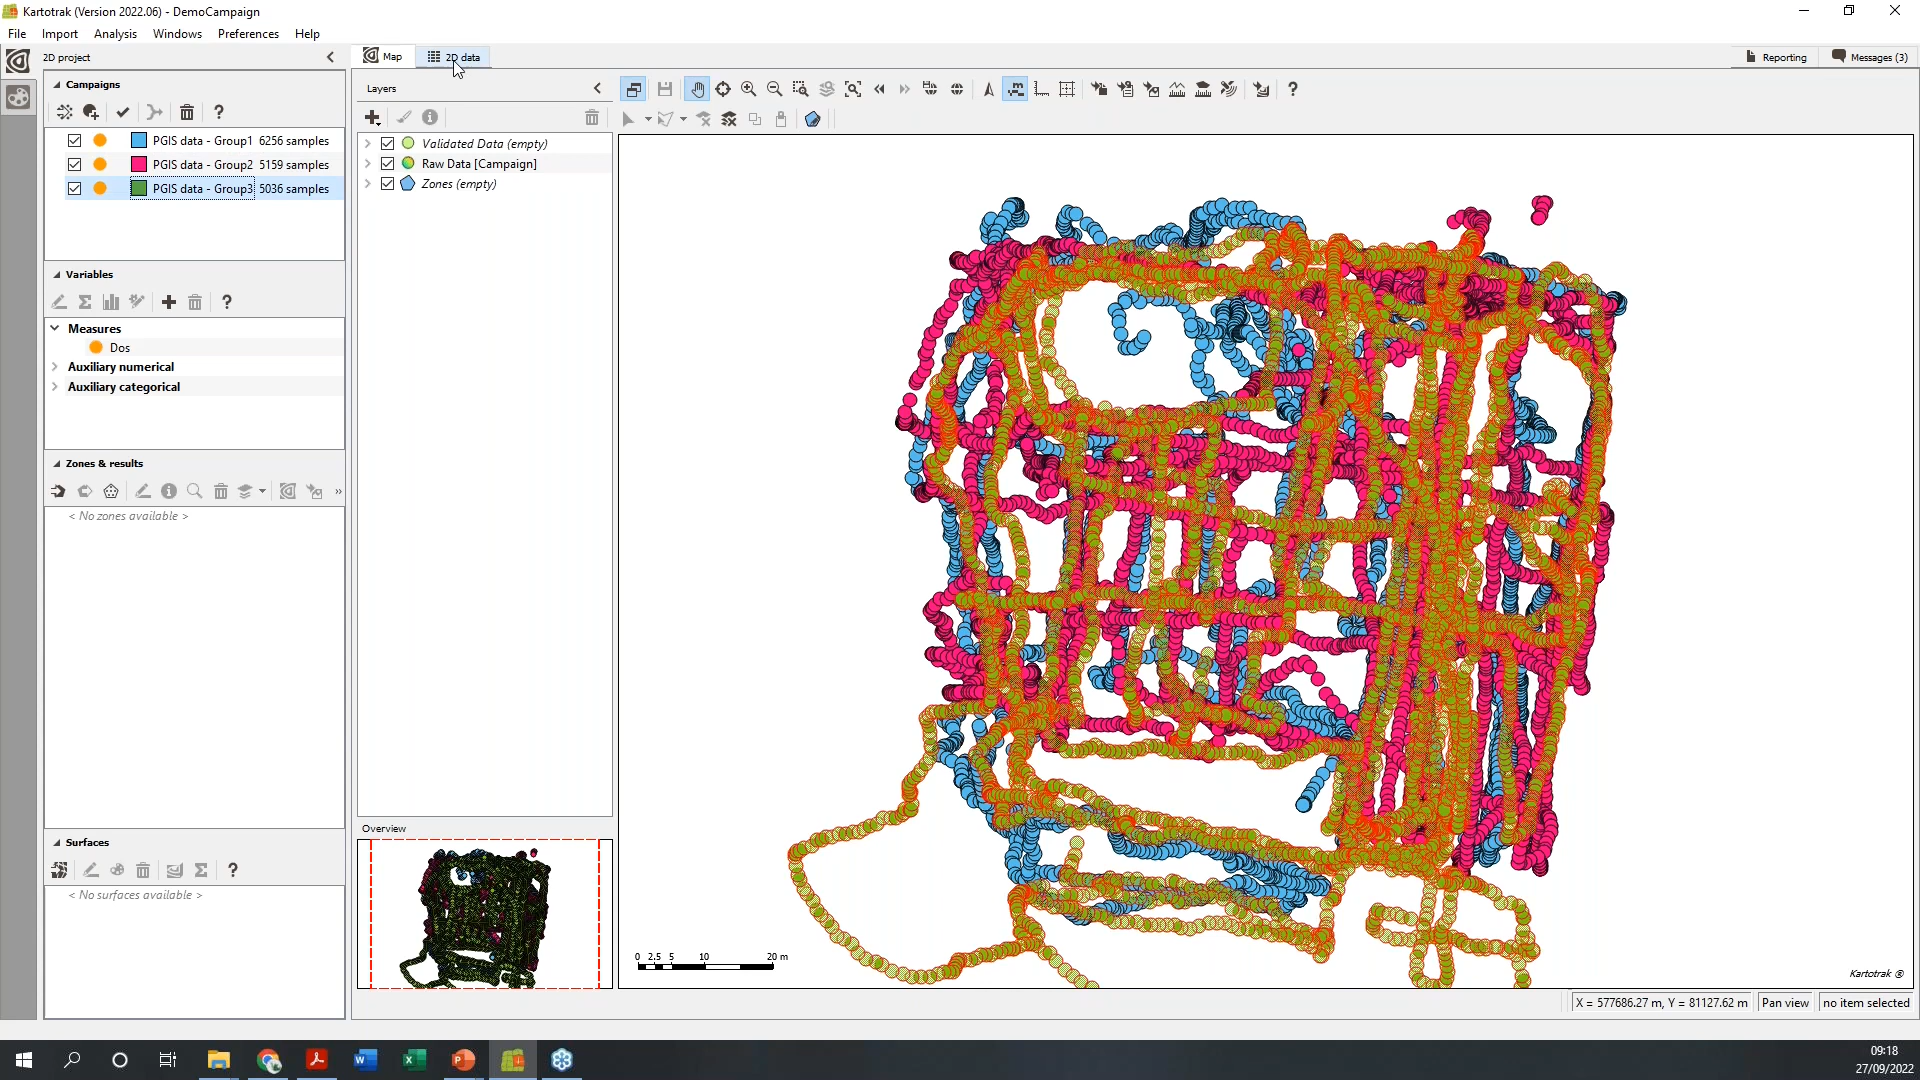 Kartotrak (Version 2022.06) - DemoCampaign
File Import Analysis Windows Preferences Help
2D project
Map 2D data Reporting Messages (3)
Campaigns
PGIS data - Group1 6256 samples
PGIS data - Group2 5159 samples
PGIS data - Group3 5036 samples
Variables
Measures
Dos
Auxiliary numerical
Auxiliary categorical
Zones & results
< No zones available >
Surfaces
< No surfaces available >
Layers
Validated Data (empty)
Raw Data [Campaign]
Zones (empty)
Overview
0 2.5 5 10 20 m
Kartotrak ®
X = 577686.27 m, Y = 81127.62 m Pan view no item selected
09:18
27/09/2022